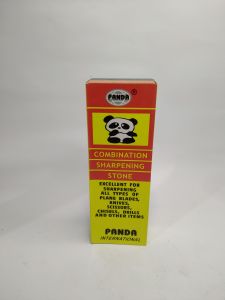 PANDA
®
COMBINATION
SHARPENING
STONE
EXCELLENT FOR
SHARPENING
ALL TYPES OF
PLANE BLADES,
KNIVES,
SCISSORS,
CHISELS, DRILLS
AND OTHER ITEMS
PANDA
INTERNATIONAL